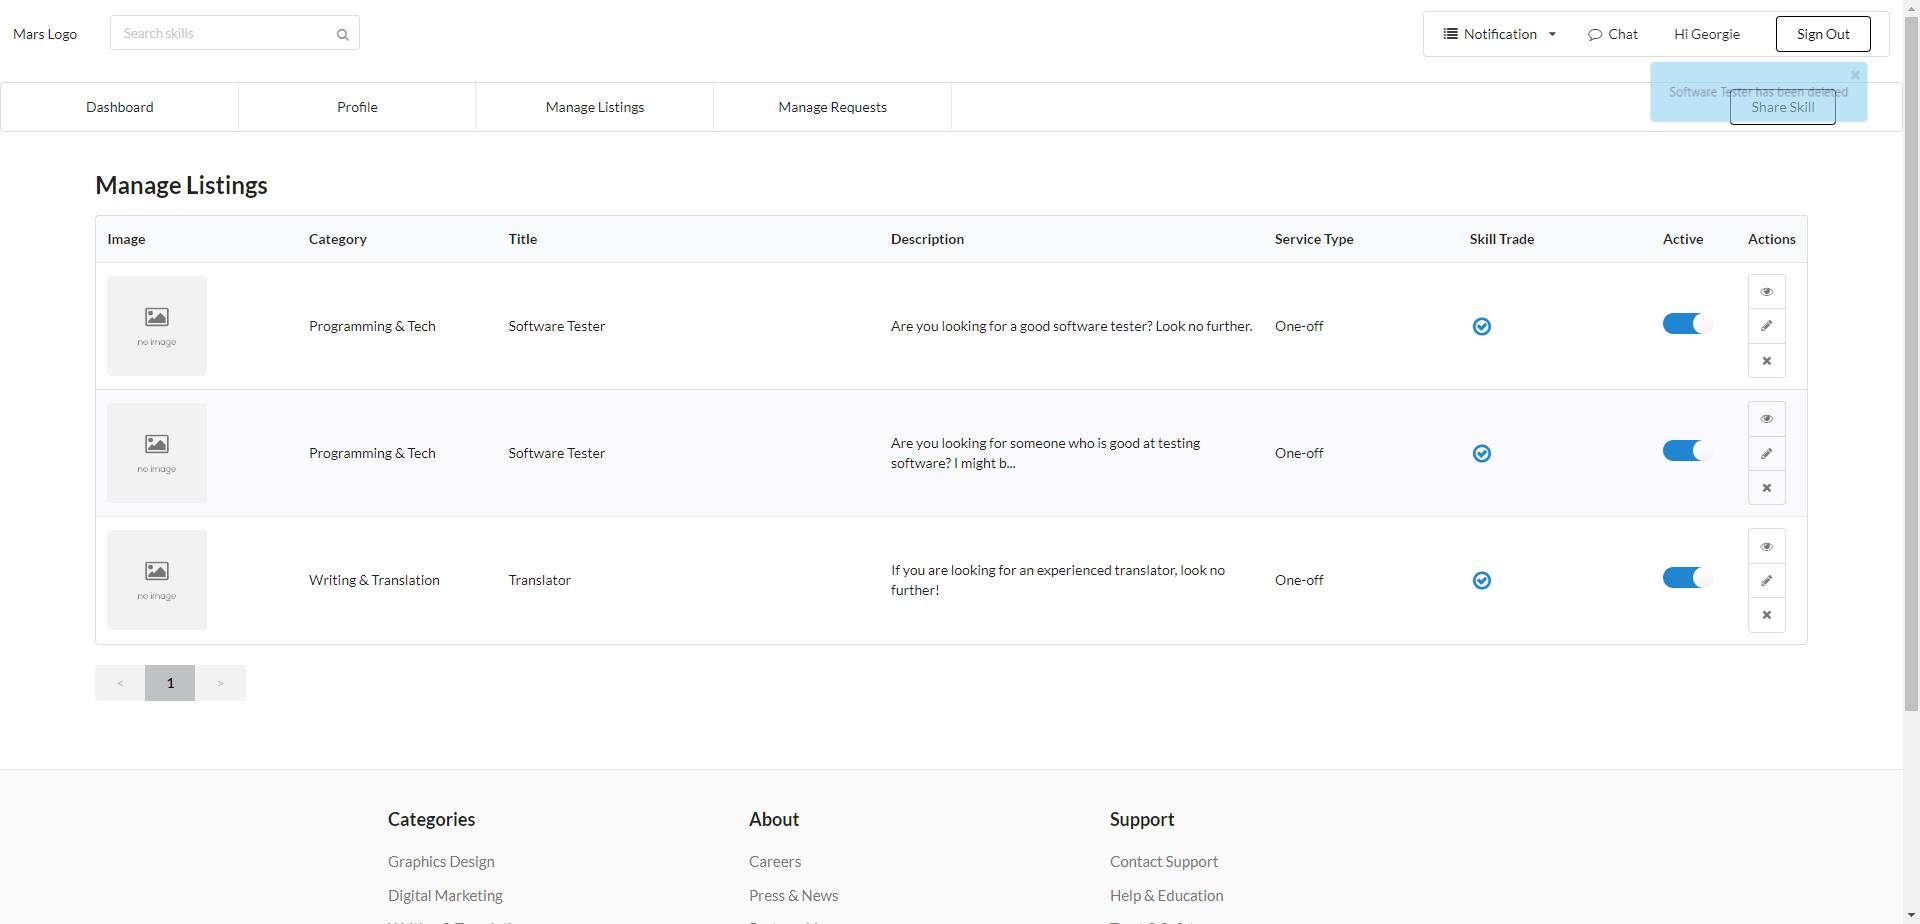 Mars Logo
Search skills
Notification
Chat
Hi Georgie
Sign Out
Software Tester has been deleted
Dashboard
Profile
Manage Listings
Manage Requests
Share Skill
Manage Listings
Image Category Title Description Service Type Skill Trade Active Actions
no image
Programming & Tech
Software Tester
Are you looking for a good software tester? Look no further.
One-off
no image
Programming & Tech
Software Tester
Are you looking for someone who is good at testing
software? I might b...
One-off
no image
Writing & Translation
Translator
If you are looking for an experienced translator, look no
further!
One-off
< 1 >
Categories
Graphics Design
Digital Marketing
About
Careers
Press & News
Support
Contact Support
Help & Education